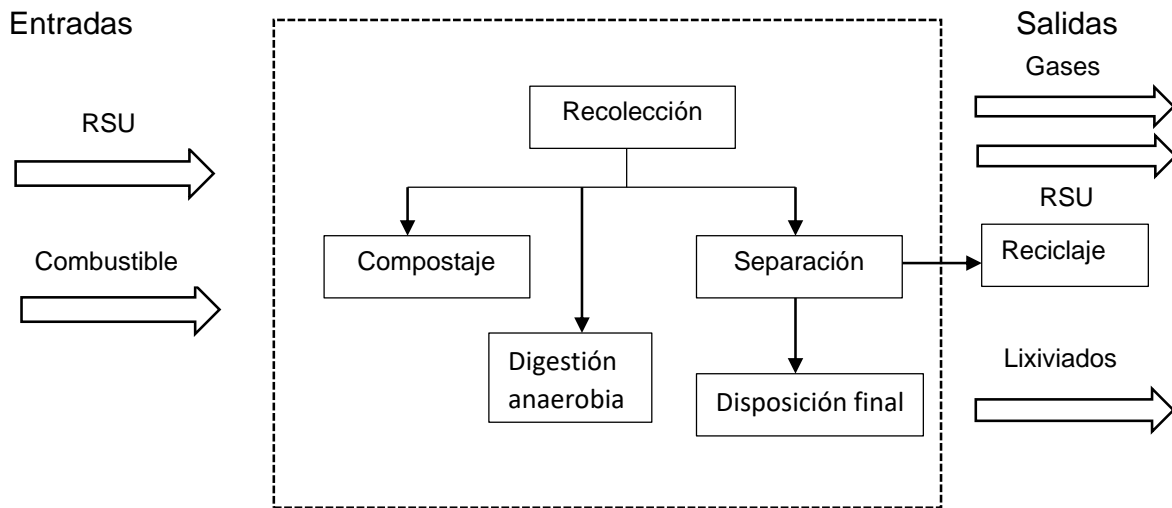 Entradas
Salidas
Gases
Recolección
RSU
RSU
Combustible
Compostaje
Separación
Reciclaje
Digestión
anaerobia
Lixiviados
Disposición final